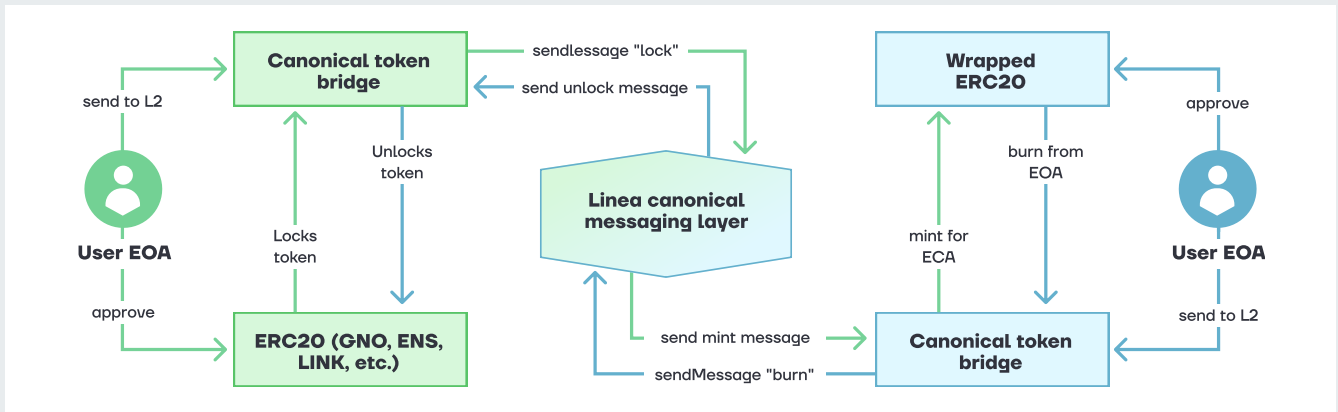 Canonical token
bridge
sendlessage "lock"
send unlock message
Wrapped
ERC20
send to L2
approve
Unlocks
token
burn from
EOA
Linea canonical
messaging layer
User EOA
Locks
token
mint for
ECA
User EOA
approve
send to L2
ERC20 (GNO, ENS,
LINK, etc.)
send mint message
Canonical token
bridge
sendMessage "burn"